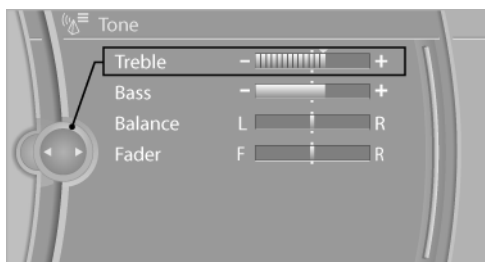 Tone
Treble - +
Bass - +
Balance L R
Fader F R